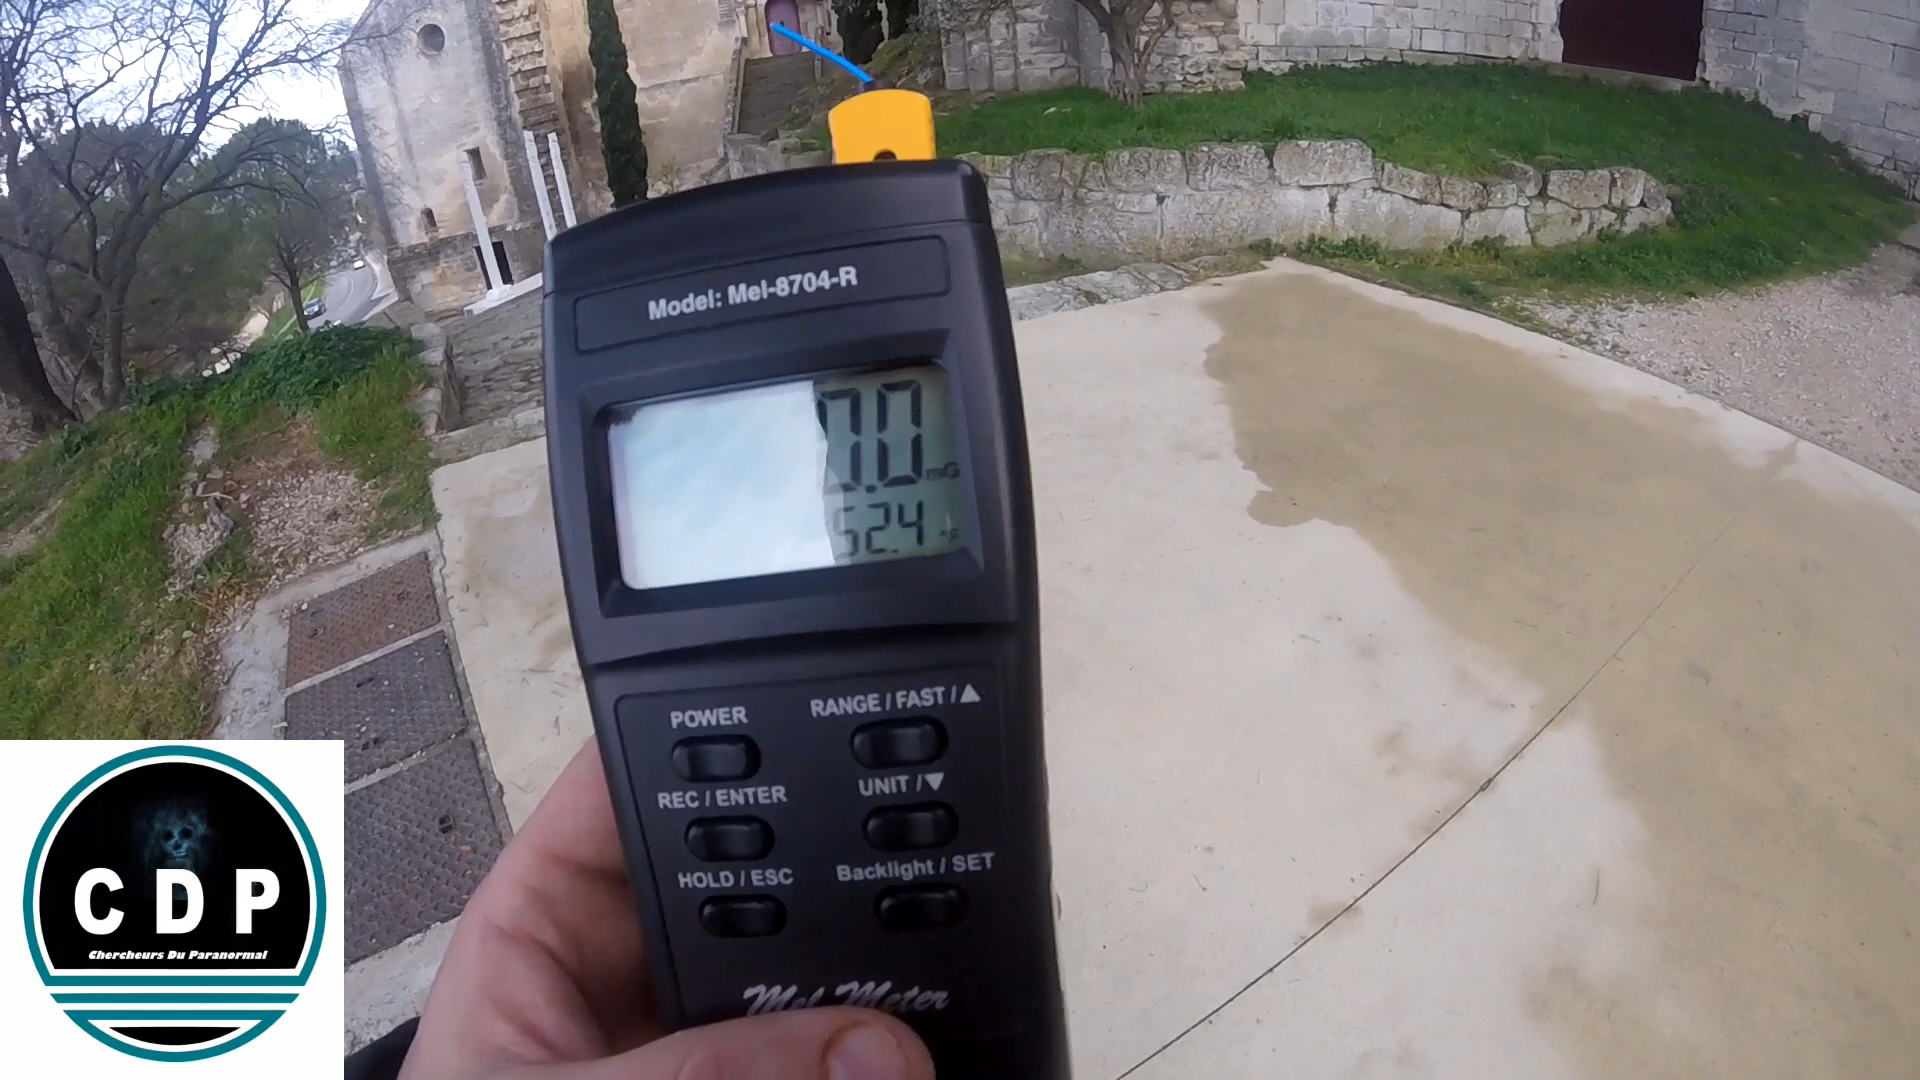 Model: Mel-8704-R
0.0 mG
52.4 °F
POWER
RANGE / FAST / ▲
REC / ENTER
UNIT / ▼
HOLD / ESC
Backlight / SET
Mel Meter
C D P
Chercheurs Du Paranormal